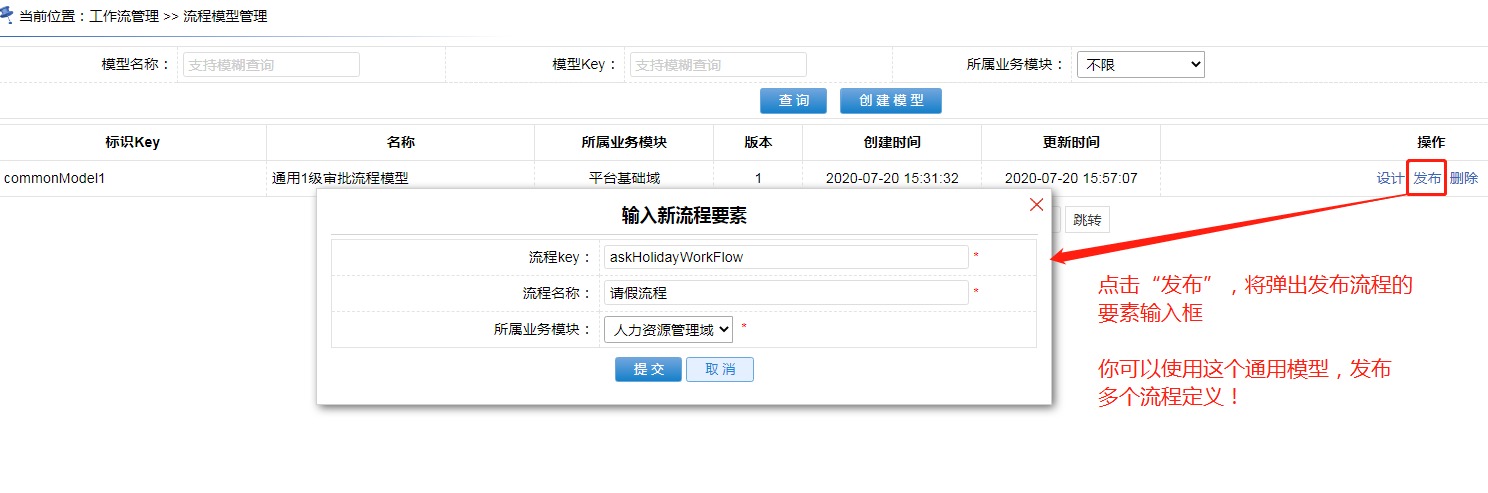 当前位置：工作流管理 >> 流程模型管理
模型名称： 支持模糊查询 模型Key： 支持模糊查询 所属业务模块： 不限
查 询 创 建 模 型
标识Key 名称 所属业务模块 版本 创建时间 更新时间 操作
commonModel1 通用1级审批流程模型 平台基础域 1 2020-07-20 15:31:32 2020-07-20 15:57:07 设计 发布 删除
跳转
输入新流程要素
流程key： askHolidayWorkFlow *
流程名称： 请假流程 *
所属业务模块： 人力资源管理域 *
提 交 取 消
点击“发布”，将弹出发布流程的
要素输入框
你可以使用这个通用模型，发布
多个流程定义！